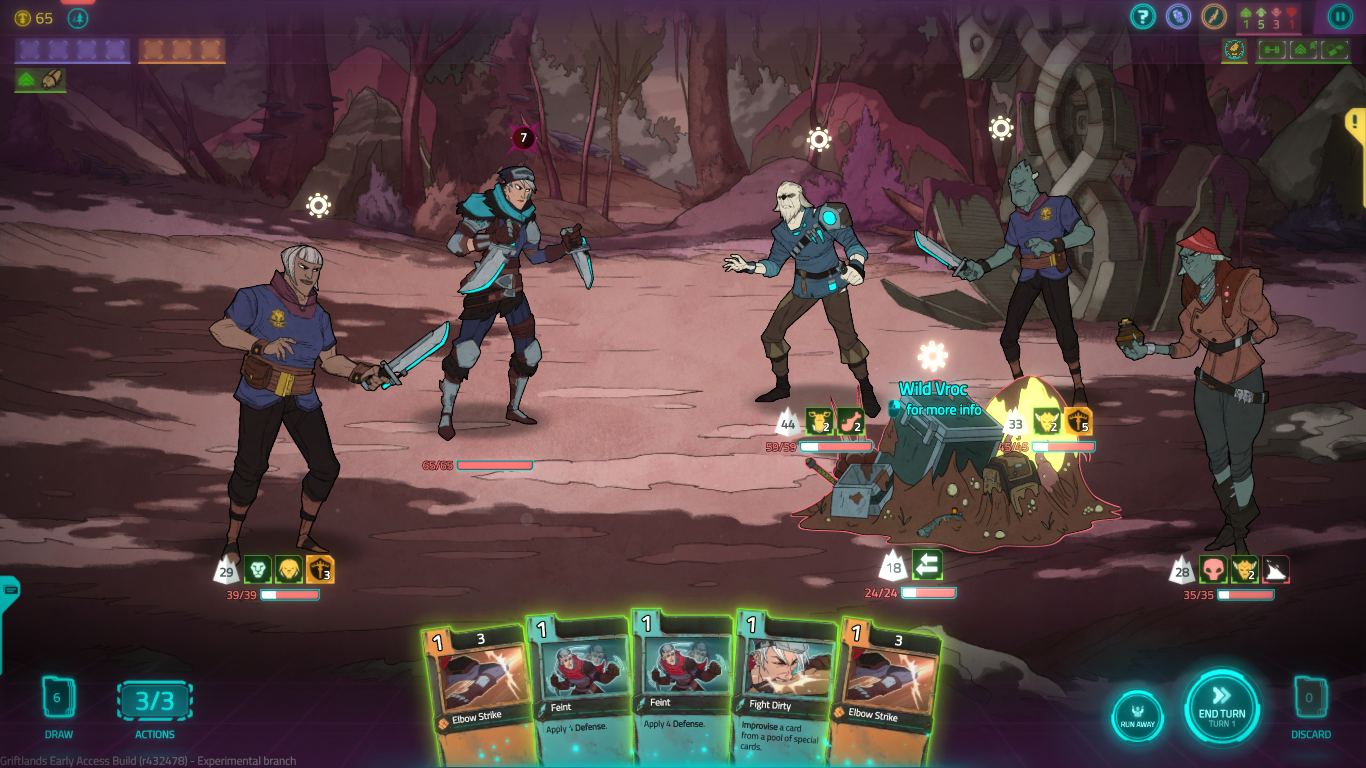 65
?
1 5 3 1
7
!
Wild Vroc
for more info
44
2
2
59/59
33
2
5
45/45
65/65
29
3
39/39
18
24/24
28
2
35/35
1
3
Elbow Strike
1
Feint
Apply 4 Defense.
1
Feint
Apply 4 Defense.
1
Fight Dirty
Improvise a card
from a pool of special
cards.
1
3
Elbow Strike
6
DRAW
3/3
ACTIONS
RUN AWAY
END TURN
TURN 1
0
DISCARD
Griftlands Early Access Build (r432478) - Experimental branch